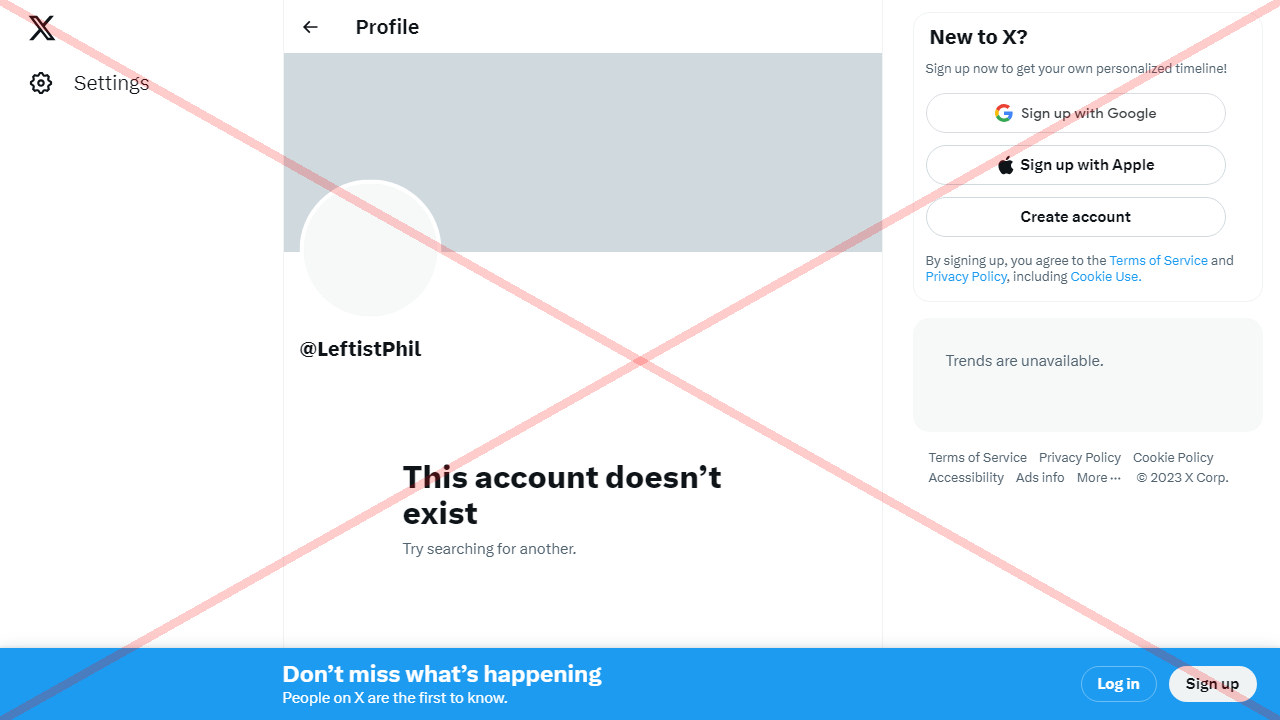 Settings
Profile
@LeftistPhil
This account doesn’t
exist
Try searching for another.
New to X?
Sign up now to get your own personalized timeline!
Sign up with Google
Sign up with Apple
Create account
By signing up, you agree to the Terms of Service and
Privacy Policy, including Cookie Use.
Trends are unavailable.
Terms of Service Privacy Policy Cookie Policy
Accessibility Ads info More ··· © 2023 X Corp.
Don’t miss what’s happening
People on X are the first to know.
Log in
Sign up